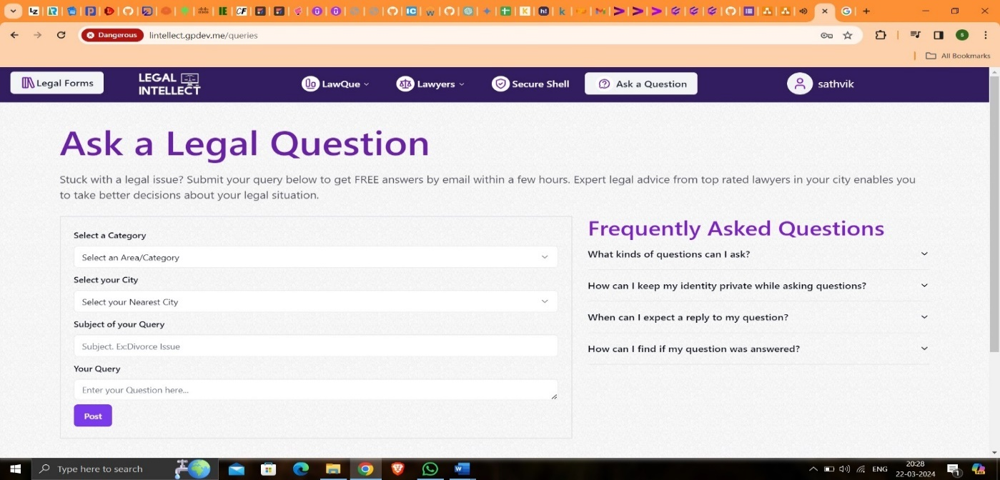 Dangerous
lintellect.gpdev.me/queries
S
All Bookmarks
Legal Forms
LEGAL
INTELLECT
LawQue
Lawyers
Secure Shell
Ask a Question
sathvik
Ask a Legal Question
Stuck with a legal issue? Submit your query below to get FREE answers by email within a few hours. Expert legal advice from top rated lawyers in your city enables you
to take better decisions about your legal situation.
Select a Category
Select an Area/Category
Select your City
Select your Nearest City
Subject of your Query
Subject. Ex:Divorce Issue
Your Query
Enter your Question here...
Post
Frequently Asked Questions
What kinds of questions can I ask?
How can I keep my identity private while asking questions?
When can I expect a reply to my question?
How can I find if my question was answered?
Type here to search
ENG
20:28
22-03-2024